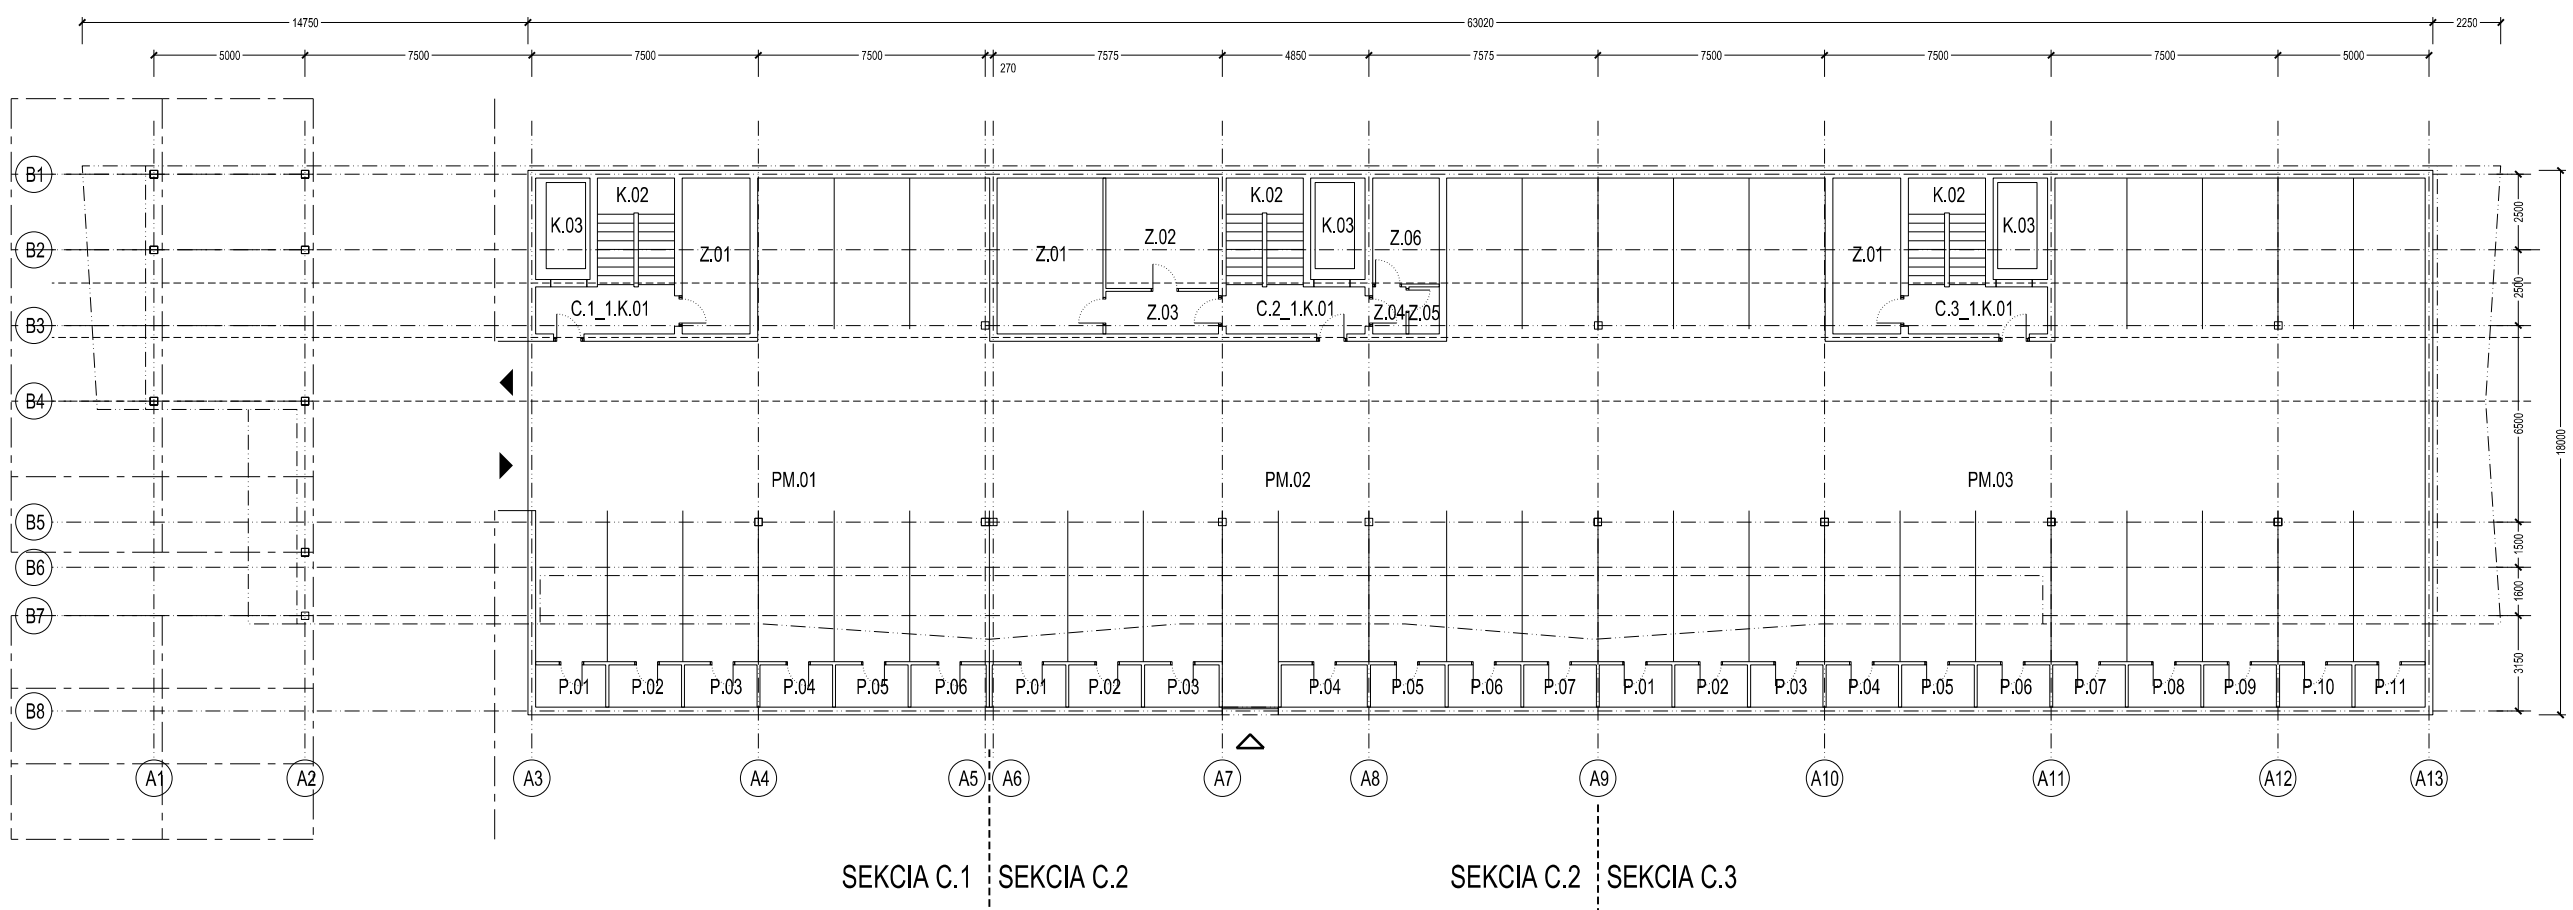 14750 63020 2250
5000 7500 7500 7500 7575 4850 7575 7500 7500 7500 5000
270
B1
B2
B3
B4
B5
B6
B7
B8
K.02 K.02 K.02
K.03 K.03 K.03
Z.01 Z.01 Z.02 Z.06 Z.01
C.1_1.K.01 Z.03 C.2_1.K.01 Z.04 Z.05 C.3_1.K.01
2500
2500
6500
1500
1600
3150
18000
PM.01 PM.02 PM.03
P.01 P.02 P.03 P.04 P.05 P.06 P.01 P.02 P.03 P.04 P.05 P.06 P.07 P.01 P.02 P.03 P.04 P.05 P.06 P.07 P.08 P.09 P.10 P.11
A1 A2 A3 A4 A5 A6 A7 A8 A9 A10 A11 A12 A13
SEKCIA C.1 SEKCIA C.2 SEKCIA C.2 SEKCIA C.3